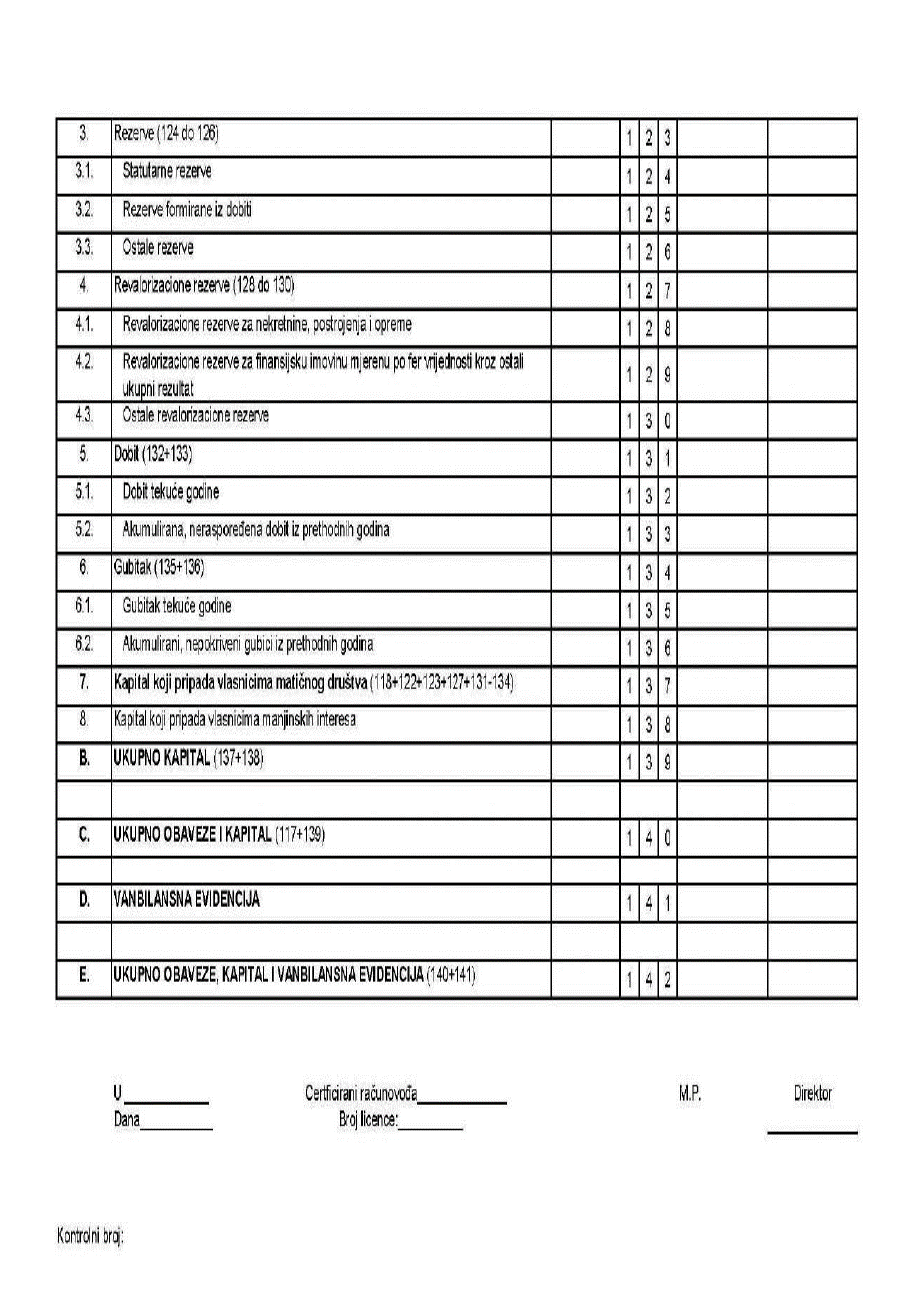 3. Rezerve (124 do 126) 1 2 3
3.1. Statutarne rezerve 1 2 4
3.2. Rezerve formirane iz dobiti 1 2 5
3.3. Ostale rezerve 1 2 6
4. Revalorizacione rezerve (128 do 130) 1 2 7
4.1. Revalorizacione rezerve za nekretnine, postrojenja i opreme 1 2 8
4.2. Revalorizacione rezerve za finansijsku imovinu mjerenu po fer vrijednosti kroz ostali
ukupni rezultat 1 2 9
4.3. Ostale revalorizacione rezerve 1 3 0
5. Dobit (132+133) 1 3 1
5.1. Dobit tekuće godine 1 3 2
5.2. Akumulirana, neraspoređena dobit iz prethodnih godina 1 3 3
6. Gubitak (135+136) 1 3 4
6.1. Gubitak tekuće godine 1 3 5
6.2. Akumulirani, nepokriveni gubici iz prethodnih godina 1 3 6
7. Kapital koji pripada vlasnicima matičnog društva (118+122+123+127+131-134) 1 3 7
8. Kapital koji pripada vlasnicima manjinskih interesa 1 3 8
B. UKUPNO KAPITAL (137+138) 1 3 9
C. UKUPNO OBAVEZE I KAPITAL (117+139) 1 4 0
D. VANBILANSNA EVIDENCIJA 1 4 1
E. UKUPNO OBAVEZE, KAPITAL I VANBILANSNA EVIDENCIJA (140+141) 1 4 2
U__________ Certficirani računovođa__________ M.P. Direktor
Dana_________ Broj licence:________ __________
Kontrolni broj: